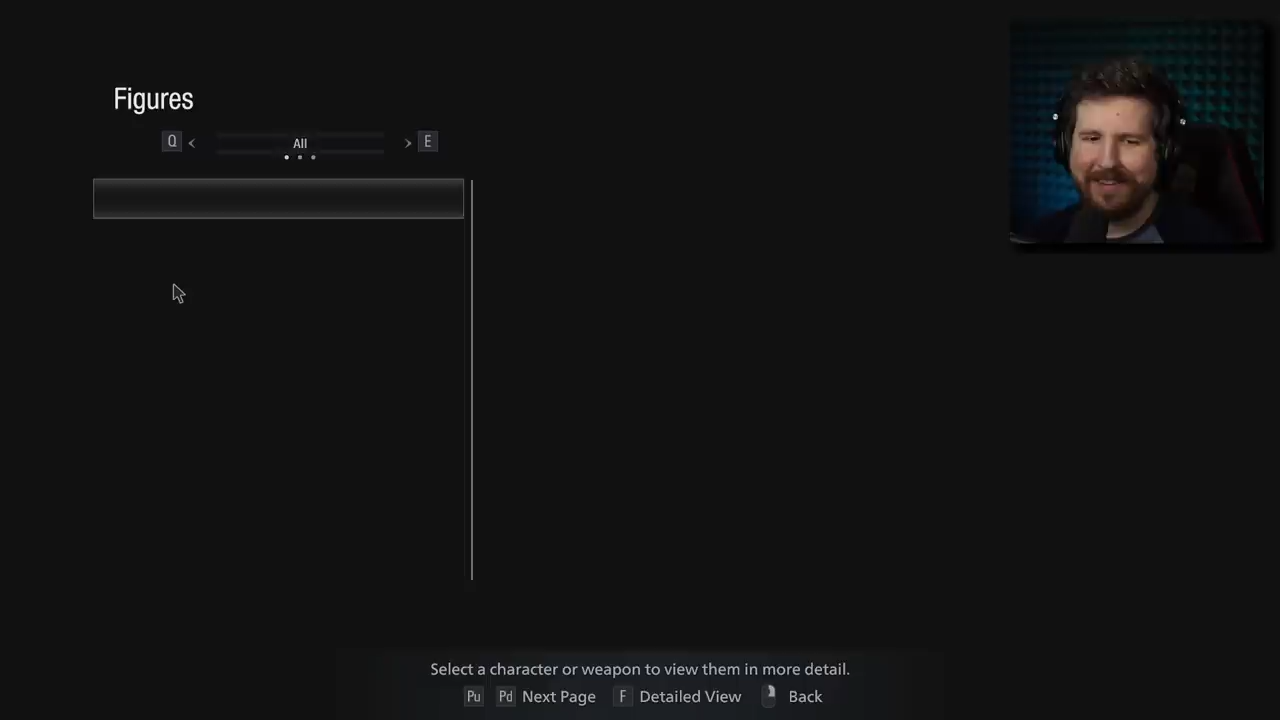 Figures
Q < All > E
Select a character or weapon to view them in more detail.
Pu Pd Next Page F Detailed View Back